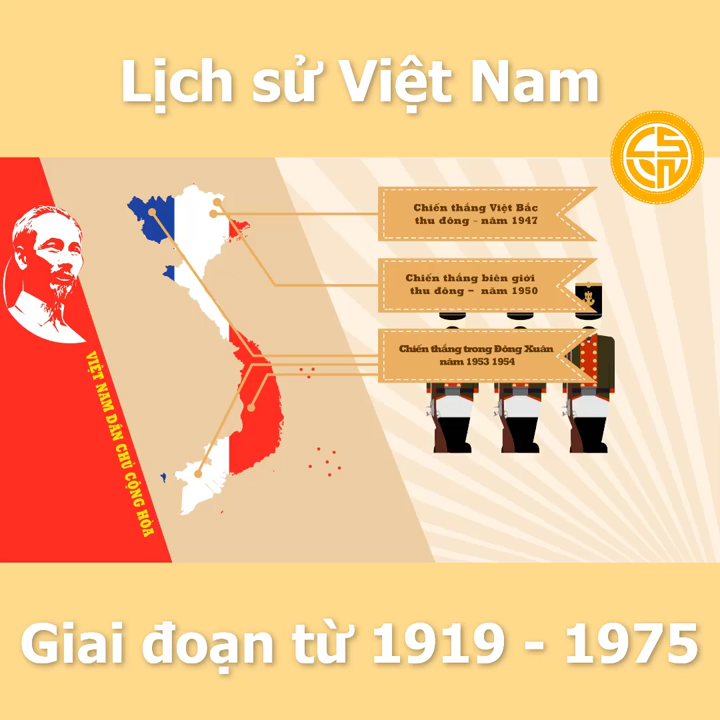 Lịch sử Việt Nam
CSVN
Chiến thắng Việt Bắc
thu đông - năm 1947
Chiến thắng biên giới
thu đông – năm 1950
Chiến thắng trong Đông Xuân
năm 1953 1954
VIỆT NAM DÂN CHỦ CỘNG HÒA
Giai đoạn từ 1919 - 1975